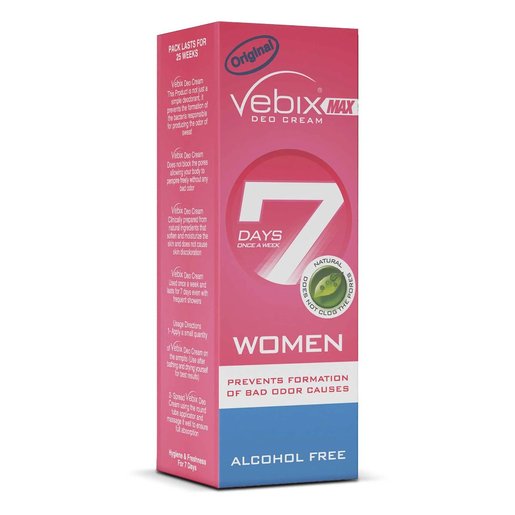 PACK LASTS FOR
25 WEEKS
Vebix Deo Cream
This Product is not just a
simple deodorant, it
prevents the formation of
the bacteria responsible
for producing the odor of
sweat
Vebix Deo Cream
Does not block the pores
allowing your body to
perspire freely without any
bad odor
Vebix Deo Cream
Clinically prepared from
natural ingredients that
soften and moisturize the
skin and does not cause
skin discoloration
Vebix Deo Cream
Used once a week and
lasts for 7 days even with
frequent showers
Usage Directions
1- Apply a small quantity
of Vebix Deo Cream on
the armpits (Use after
bathing and drying yourself
for best results)
2- Spread Vebix Deo
Cream using the round
tube applicator and
massage it well to ensure
full absorption
Hygiene & Freshness
For 7 Days
Original
Vebix® MAX
DEO CREAM
7
DAYS
ONCE A WEEK
NATURAL
DOES NOT CLOG THE PORES
WOMEN
PREVENTS FORMATION
OF BAD ODOR CAUSES
ALCOHOL FREE